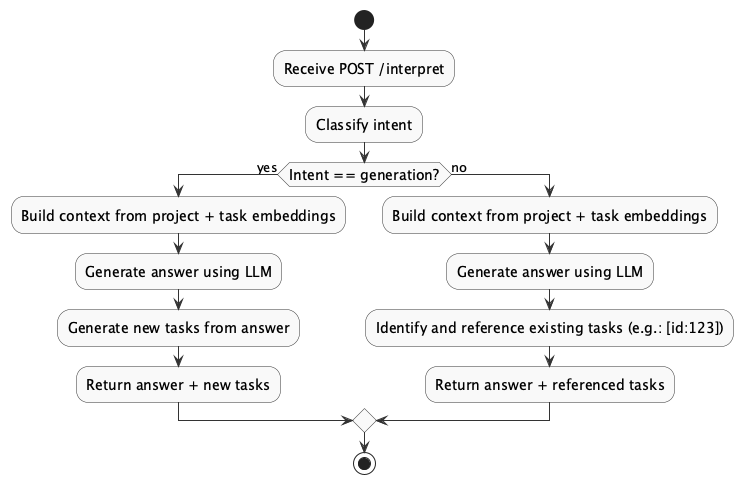 Receive POST /interpret
Classify intent
yes
Intent == generation?
no
Build context from project + task embeddings
Generate answer using LLM
Generate new tasks from answer
Return answer + new tasks
Build context from project + task embeddings
Generate answer using LLM
Identify and reference existing tasks (e.g.: [id:123])
Return answer + referenced tasks